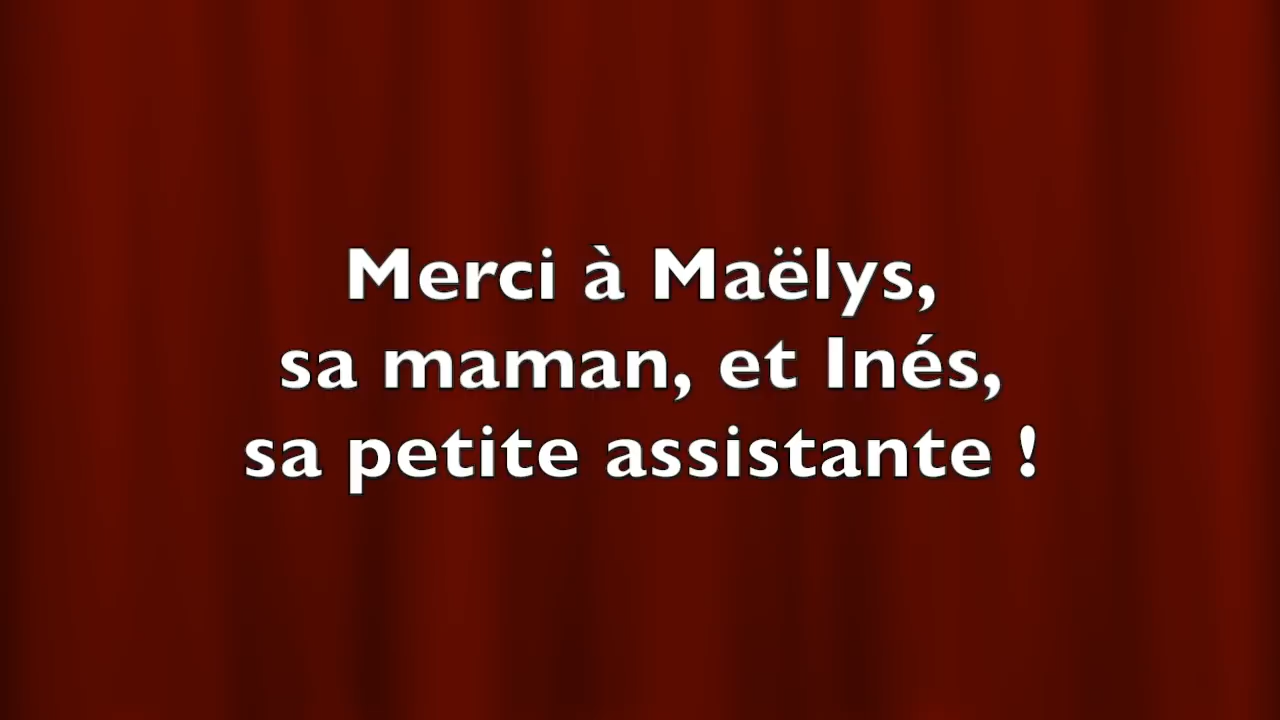 Merci à Maëlys,
sa maman, et Inés,
sa petite assistante !